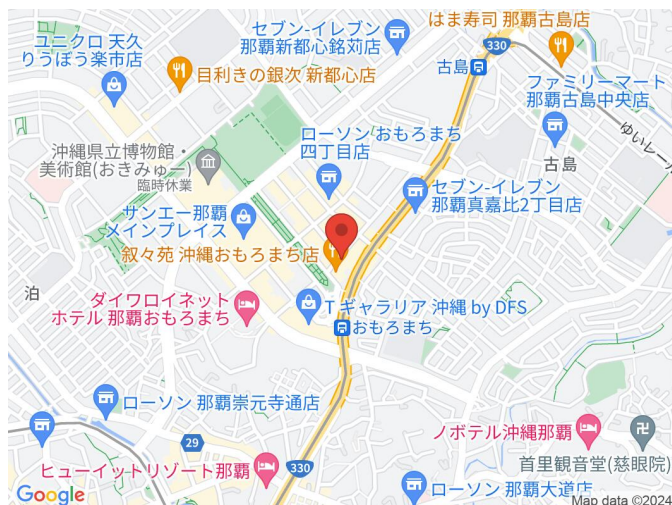 はま寿司 那覇古島店
セブン-イレブン
那覇新都心銘苅店
330
ユニクロ 天久
りうぼう楽市店
古島
目利きの銀次 新都心店
ファミリーマート
那覇古島中央店
ゆいレール
ローソン おもろまち
四丁目店
沖縄県立博物館・
美術館(おきみゅー)
臨時休業
古島
セブン-イレブン
那覇真嘉比2丁目店
サンエー那覇
メインプレイス
叙々苑 沖縄おもろまち店
泊
ダイワロイネット
ホテル 那覇おもろまち
T ギャラリア 沖縄 by DFS
おもろまち
ローソン 那覇崇元寺通店
29
ノボテル沖縄那覇
ヒューイットリゾート那覇
330
首里観音堂(慈眼院)
ローソン 那覇大道店
Google
Map data ©2024